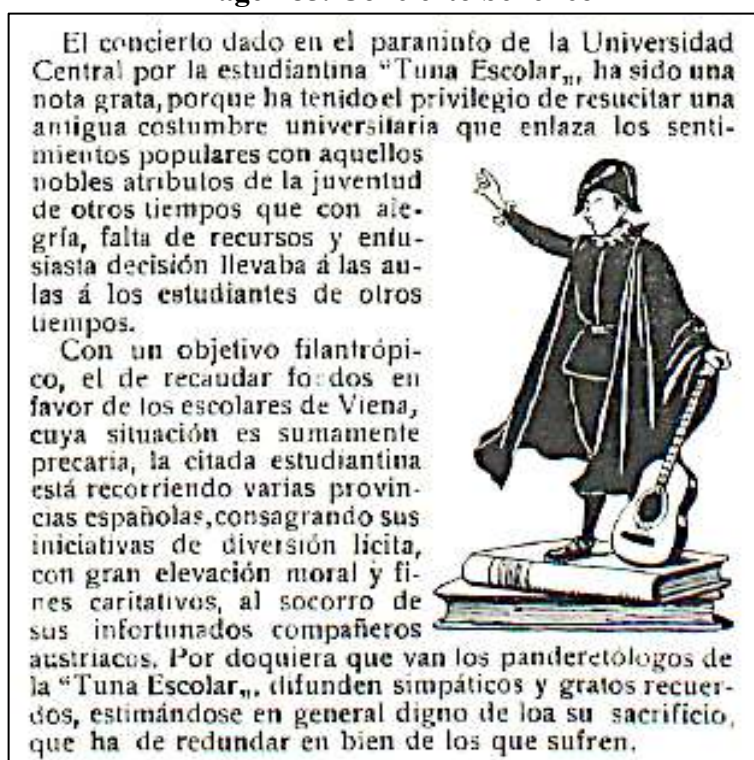 El concierto dado en el paraninfo de la Universidad
Central por la estudiantina "Tuna Escolar„, ha sido una
nota grata, porque ha tenido el privilegio de resucitar una
antigua costumbre universitaria que enlaza los senti-
mientos populares con aquellos
nobles atributos de la juventud
de otros tiempos que con ale-
gría, falta de recursos y entu-
siasta decisión llevaba á las au-
las á los estudiantes de otros
tiempos.
Con un objetivo filantrópi-
co, el de recaudar fondos en
favor de los escolares de Viena,
cuya situación es sumamente
precaria, la citada estudiantina
está recorriendo varias provin-
cias españolas, consagrando sus
iniciativas de diversión lícita,
con gran elevación moral y fi-
nes caritativos, al socorro de
sus infortunados compañeros
austriacos. Por doquiera que van los panderetólogos de
la "Tuna Escolar„, difunden simpáticos y gratos recuer-
dos, estimándose en general digno de loa su sacrificio,
que ha de redundar en bien de los que sufren.